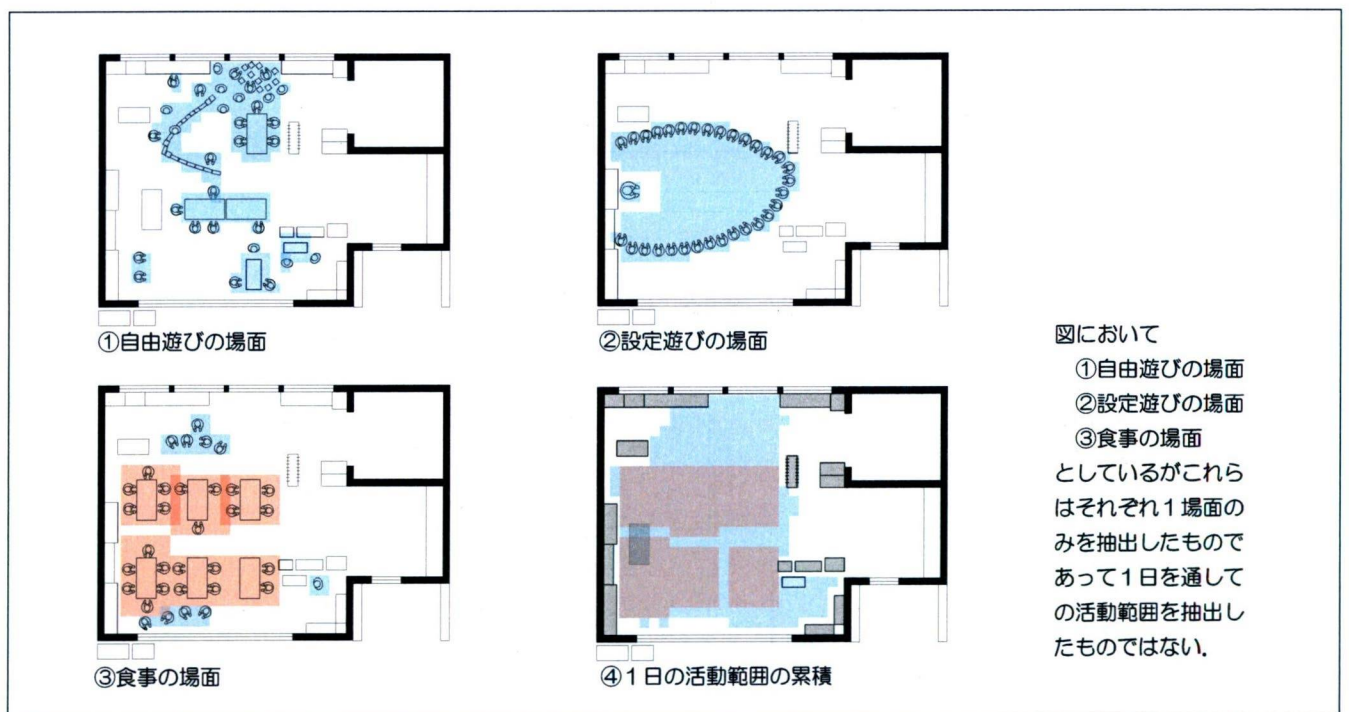 ①自由遊びの場面
②設定遊びの場面
③食事の場面
④1日の活動範囲の累積
図において
①自由遊びの場面
②設定遊びの場面
③食事の場面
としているがこれら
はそれぞれ1場面の
みを抽出したもので
あって1日を通して
の活動範囲を抽出し
たものではない.